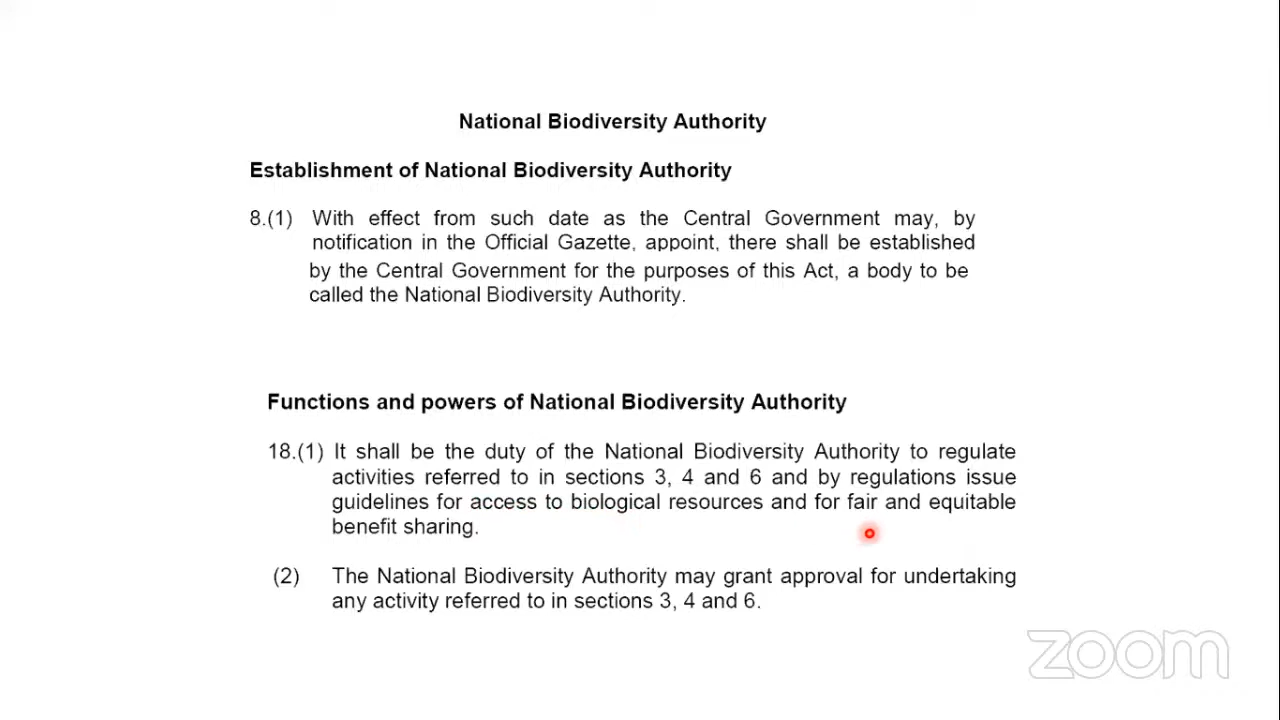 National Biodiversity Authority
Establishment of National Biodiversity Authority
8.(1) With effect from such date as the Central Government may, by
notification in the Official Gazette, appoint, there shall be established
by the Central Government for the purposes of this Act, a body to be
called the National Biodiversity Authority.
Functions and powers of National Biodiversity Authority
18.(1) It shall be the duty of the National Biodiversity Authority to regulate
activities referred to in sections 3, 4 and 6 and by regulations issue
guidelines for access to biological resources and for fair and equitable
benefit sharing.
(2) The National Biodiversity Authority may grant approval for undertaking
any activity referred to in sections 3, 4 and 6.
zoom